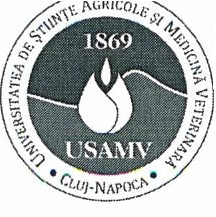 UNIVERSITATEA DE ȘTIINȚE AGRICOLE ȘI MEDICINĂ VETERINARĂ
1869
USAMV
CLUJ-NAPOCA